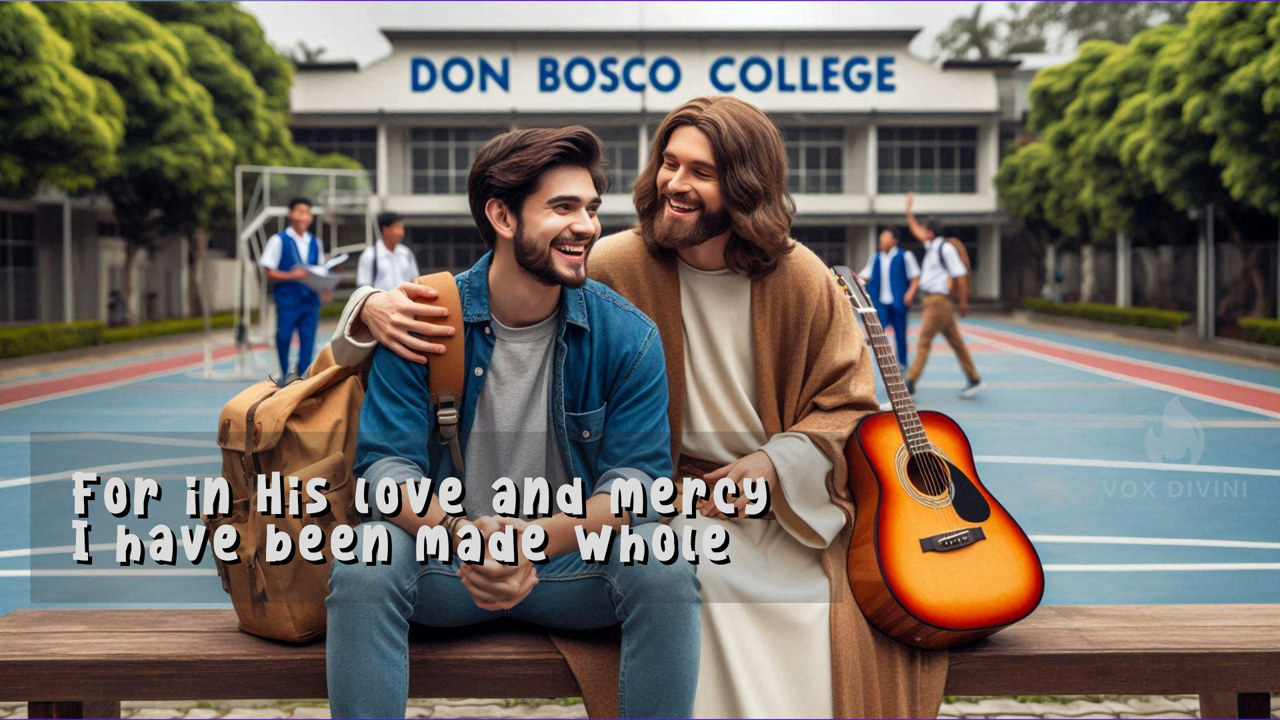 DON BOSCO COLLEGE
For in His love and mercy
I have been made whole
VOX DIVINI